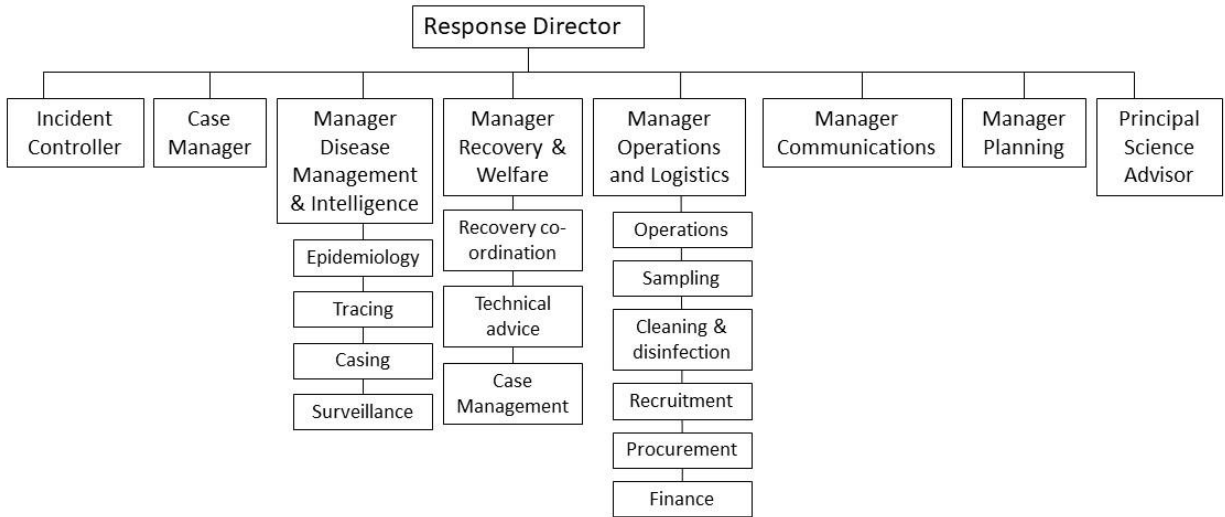 Response Director
Incident
Controller
Case
Manager
Manager
Disease
Management
& Intelligence
Manager
Recovery &
Welfare
Manager
Operations
and Logistics
Manager
Communications
Manager
Planning
Principal
Science
Advisor
Epidemiology
Tracing
Casing
Surveillance
Recovery co-
ordination
Technical
advice
Case
Management
Operations
Sampling
Cleaning &
disinfection
Recruitment
Procurement
Finance